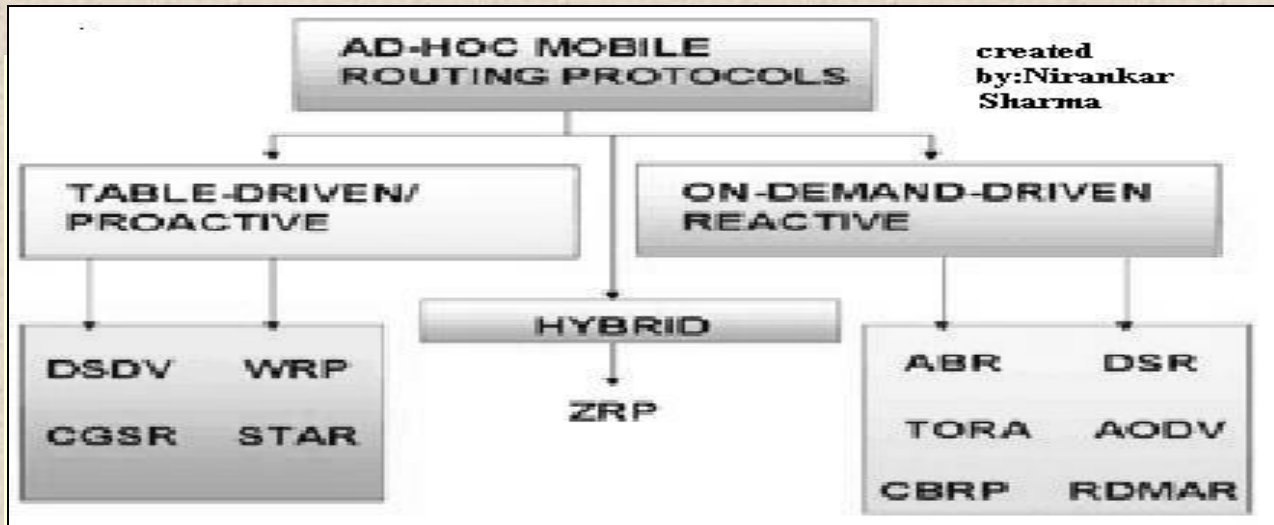 AD-HOC MOBILE
ROUTING PROTOCOLS
created
by:Nirankar
Sharma
TABLE-DRIVEN/
PROACTIVE
ON-DEMAND-DRIVEN
REACTIVE
HYBRID
DSDV WRP
CGSR STAR
ZRP
ABR DSR
TORA AODV
CBRP RDMAR